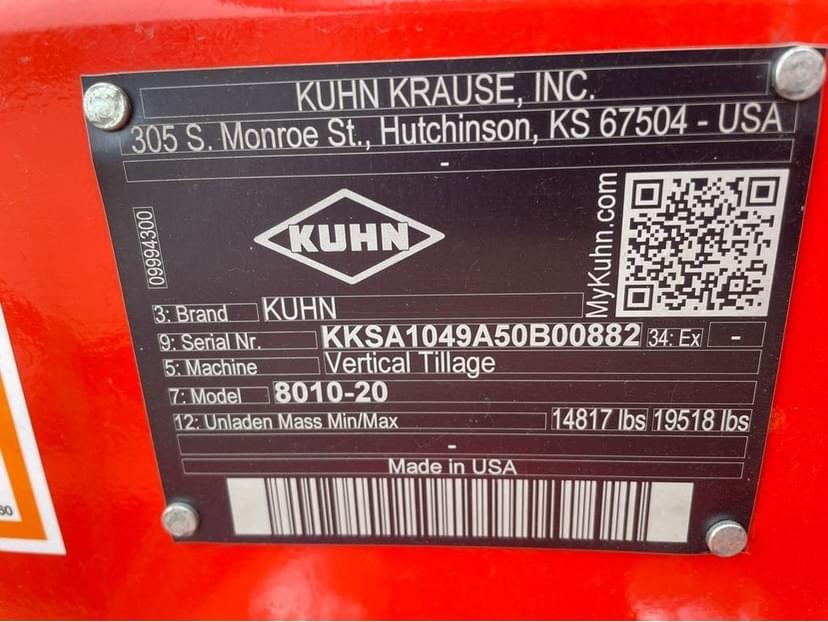 KUHN KRAUSE, INC.
305 S. Monroe St., Hutchinson, KS 67504 - USA
-
09994300
KUHN
MyKuhn.com
3: Brand KUHN
9: Serial Nr. KKSA1049A50B00882 34: Ex -
5: Machine Vertical Tillage
7: Model 8010-20
12: Unladen Mass Min/Max 14817 lbs 19518 lbs
-
Made in USA